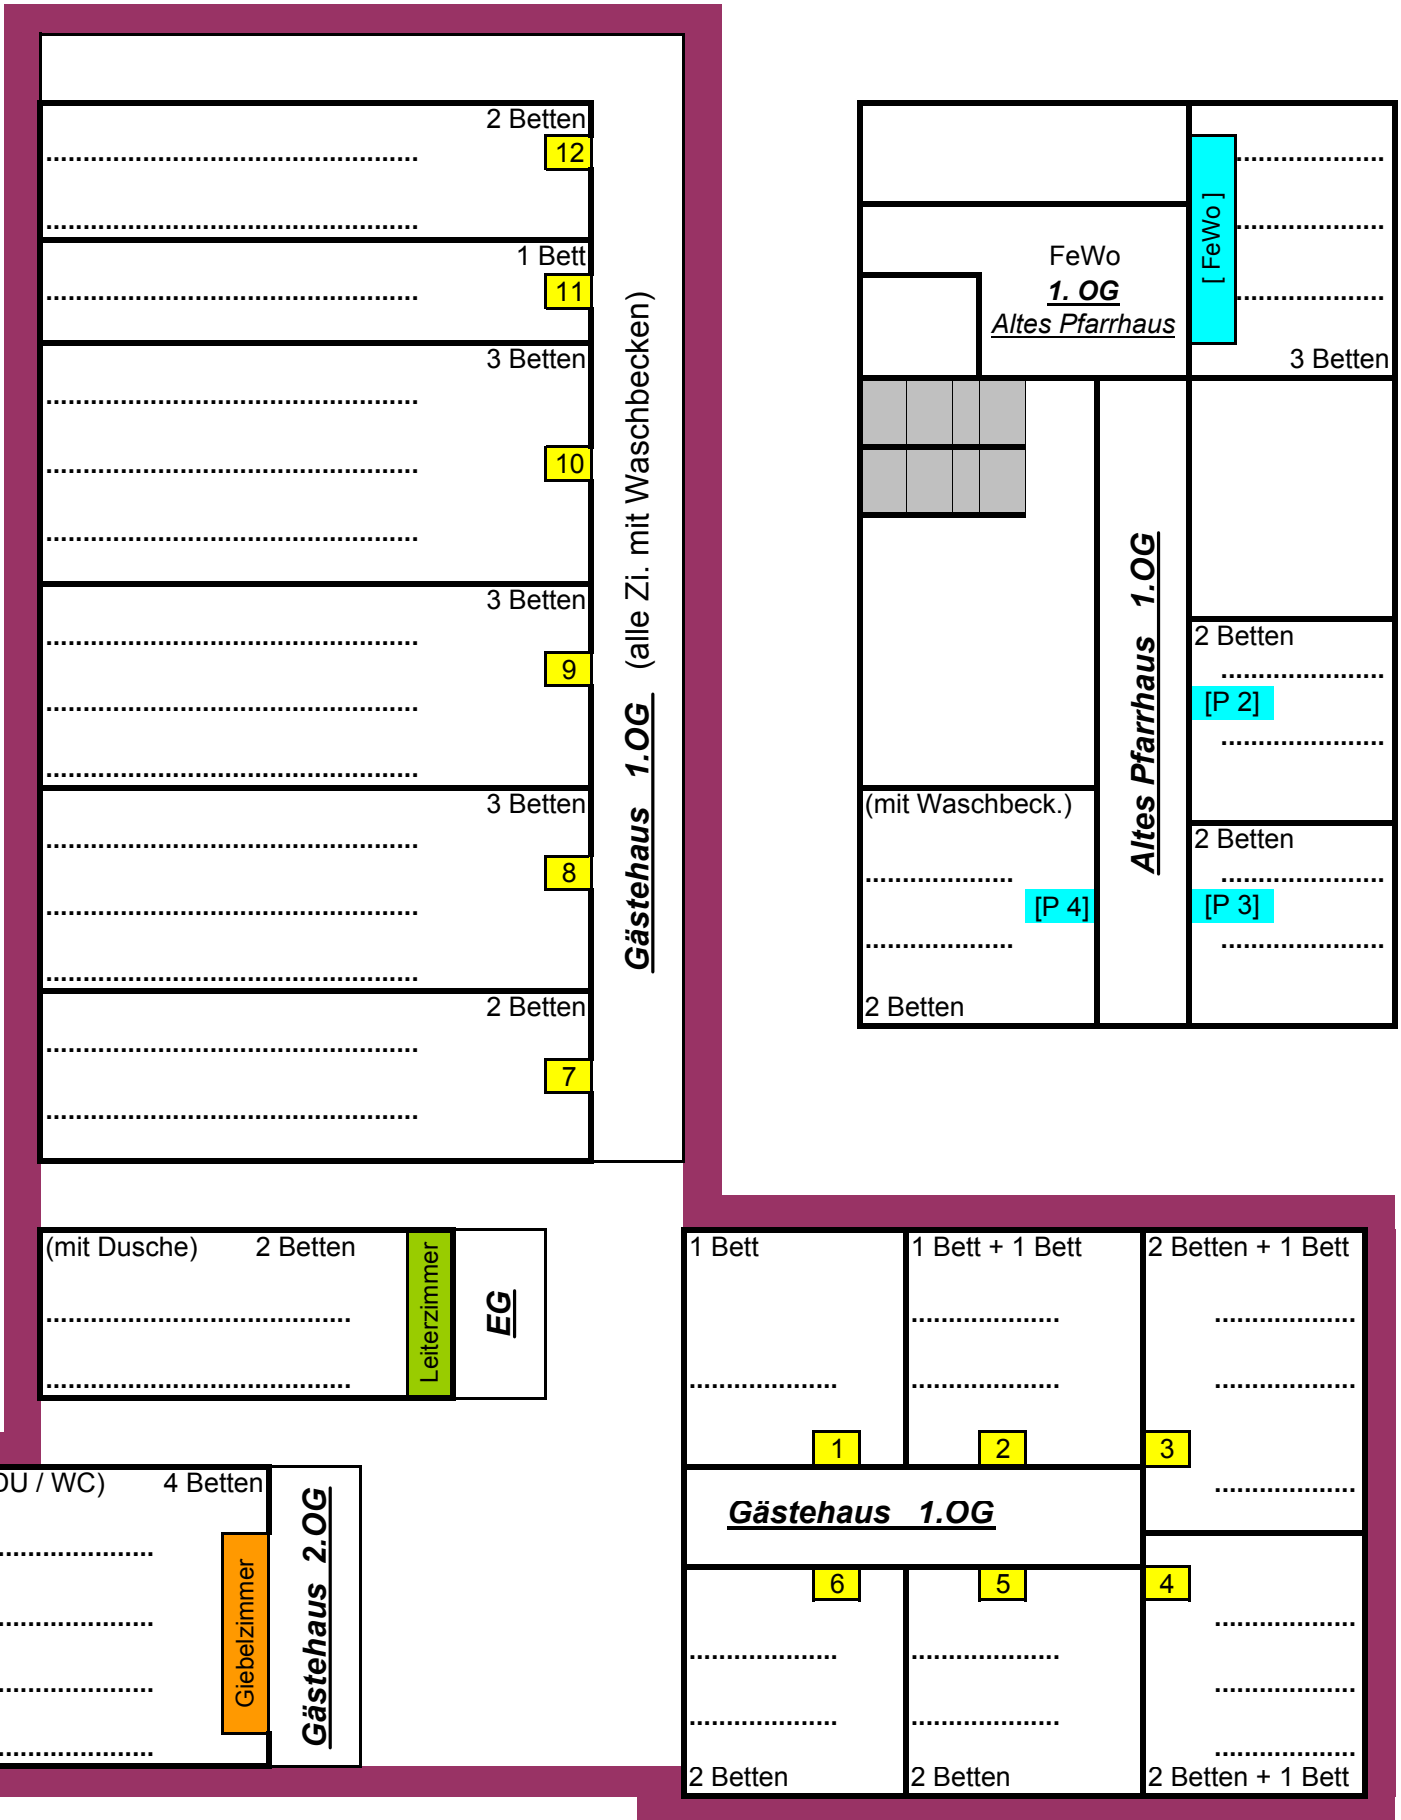 2 Betten
12
1 Bett
11
3 Betten
10
3 Betten
9
3 Betten
8
2 Betten
7
Gästehaus 1.OG (alle Zi. mit Waschbecken)
[ FeWo ]
FeWo
1. OG
Altes Pfarrhaus
3 Betten
Altes Pfarrhaus 1.OG
2 Betten
[P 2]
(mit Waschbeck.)
[P 4]
2 Betten
2 Betten
[P 3]
(mit Dusche) 2 Betten
Leiterzimmer
EG
1 Bett
1
1 Bett + 1 Bett
2
2 Betten + 1 Bett
3
Gästehaus 1.OG
6
2 Betten
5
2 Betten
4
2 Betten + 1 Bett
DU / WC) 4 Betten
Giebelzimmer
Gästehaus 2.OG